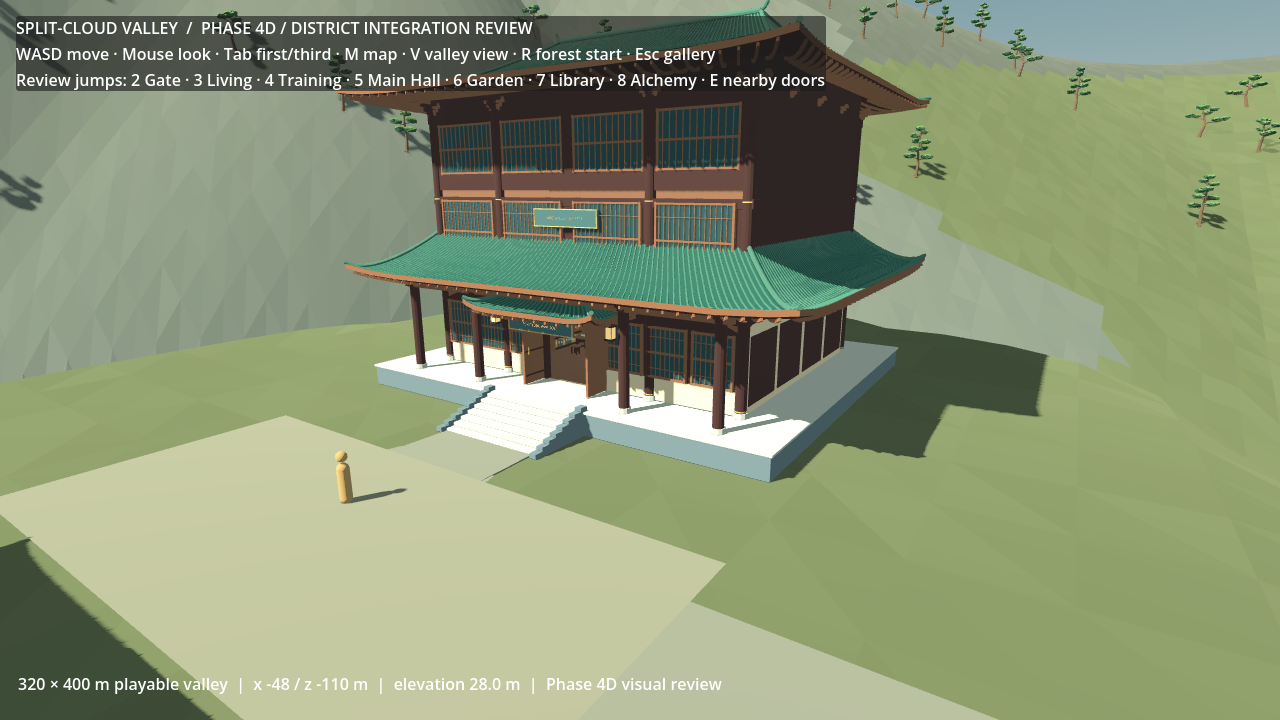 SPLIT-CLOUD VALLEY / PHASE 4D / DISTRICT INTEGRATION REVIEW
WASD move · Mouse look · Tab first/third · M map · V valley view · R forest start · Esc gallery
Review jumps: 2 Gate · 3 Living · 4 Training · 5 Main Hall · 6 Garden · 7 Library · 8 Alchemy · E nearby doors
320 × 400 m playable valley | x -48 / z -110 m | elevation 28.0 m | Phase 4D visual review